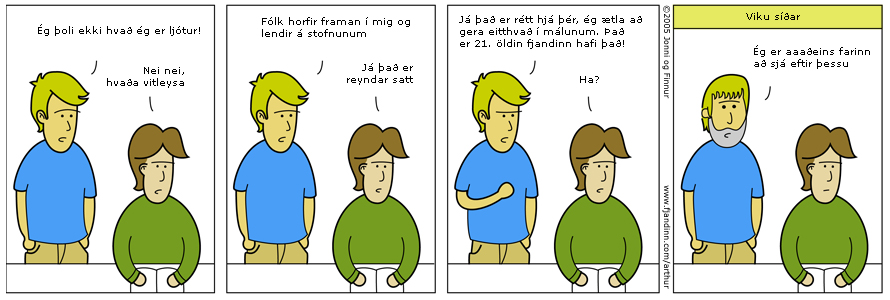 Ég þoli ekki hvað ég er ljótur!
Nei nei,
hvaða vitleysa
Fólk horfir framan í mig og
lendir á stofnunum
Já það er
reyndar satt
Já það er rétt hjá þér, ég ætla að
gera eitthvað í málunum. Það
er 21. öldin fjandinn hafi það!
Ha?
©2005 Jonni og Finnur
www.fjandinn.com/arthur
Viku síðar
Ég er aaaðeins farinn
að sjá eftir þessu